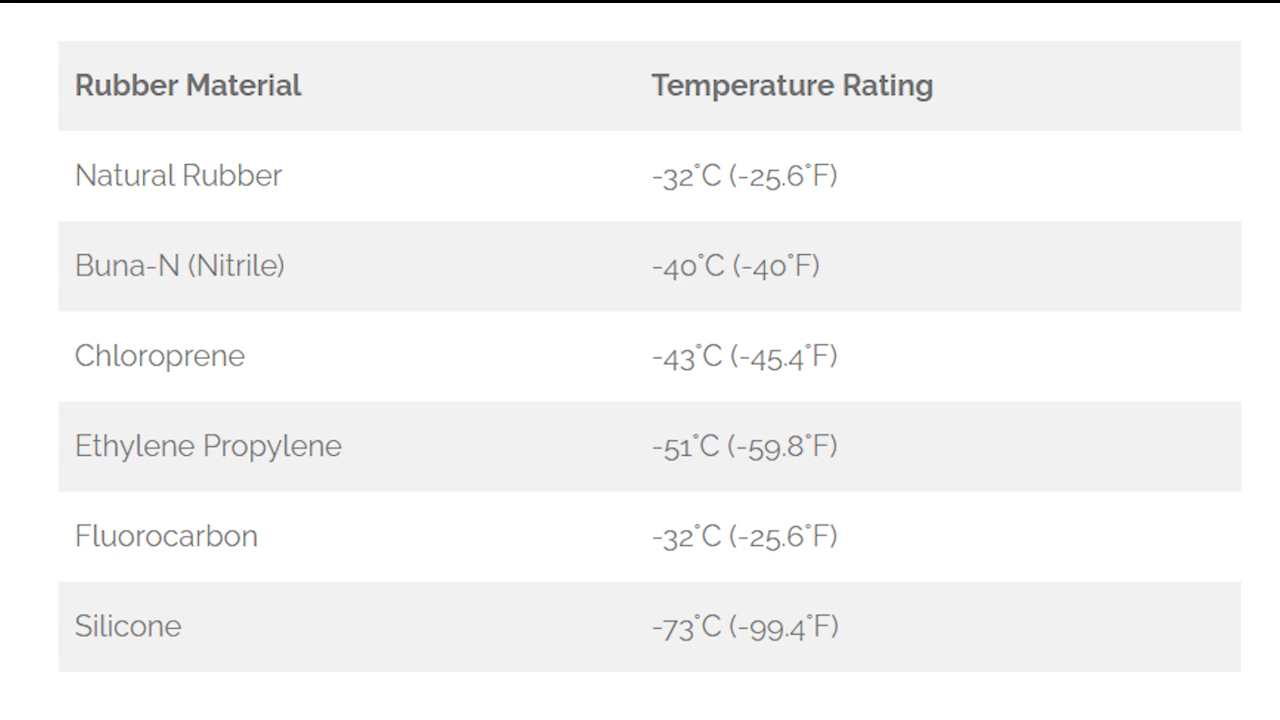 Rubber Material Temperature Rating
Natural Rubber -32°C (-25.6°F)
Buna-N (Nitrile) -40°C (-40°F)
Chloroprene -43°C (-45.4°F)
Ethylene Propylene -51°C (-59.8°F)
Fluorocarbon -32°C (-25.6°F)
Silicone -73°C (-99.4°F)